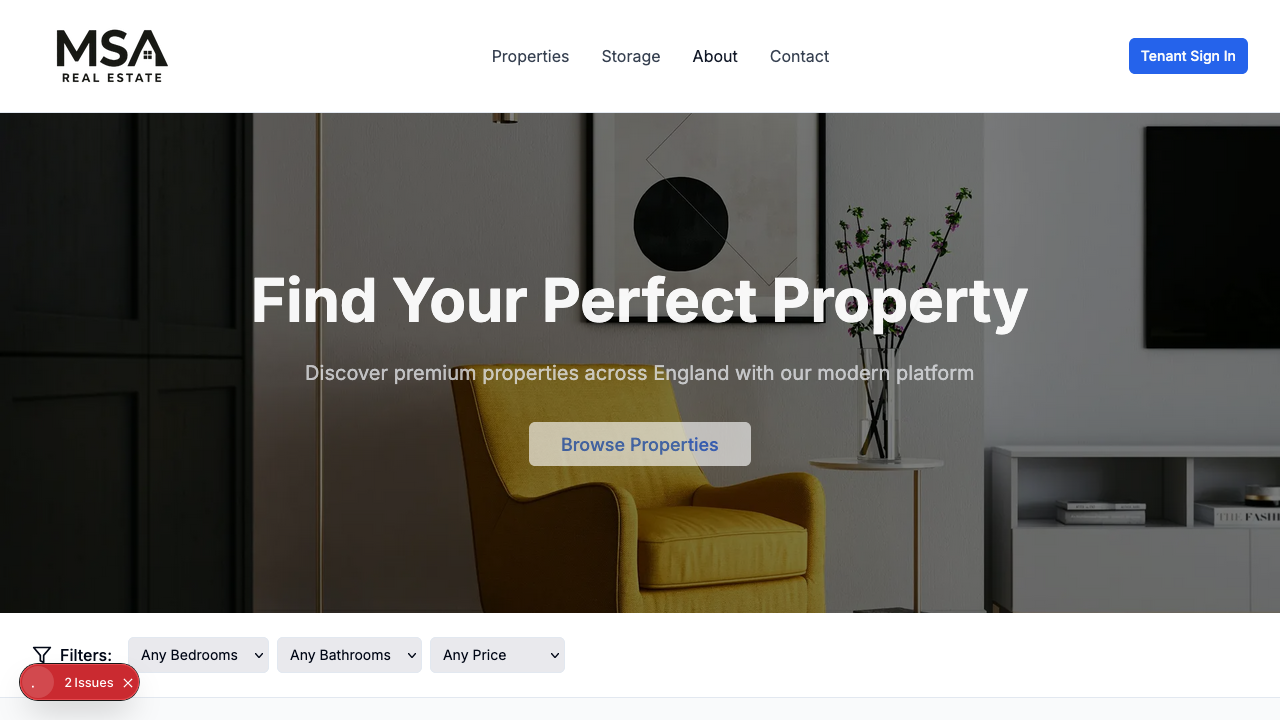 MSA
REAL ESTATE
Properties
Storage
About
Contact
Tenant Sign In
Find Your Perfect Property
Discover premium properties across England with our modern platform
Browse Properties
THE FASHI
Filters:
Any Bedrooms
Any Bathrooms
Any Price
. 2 Issues